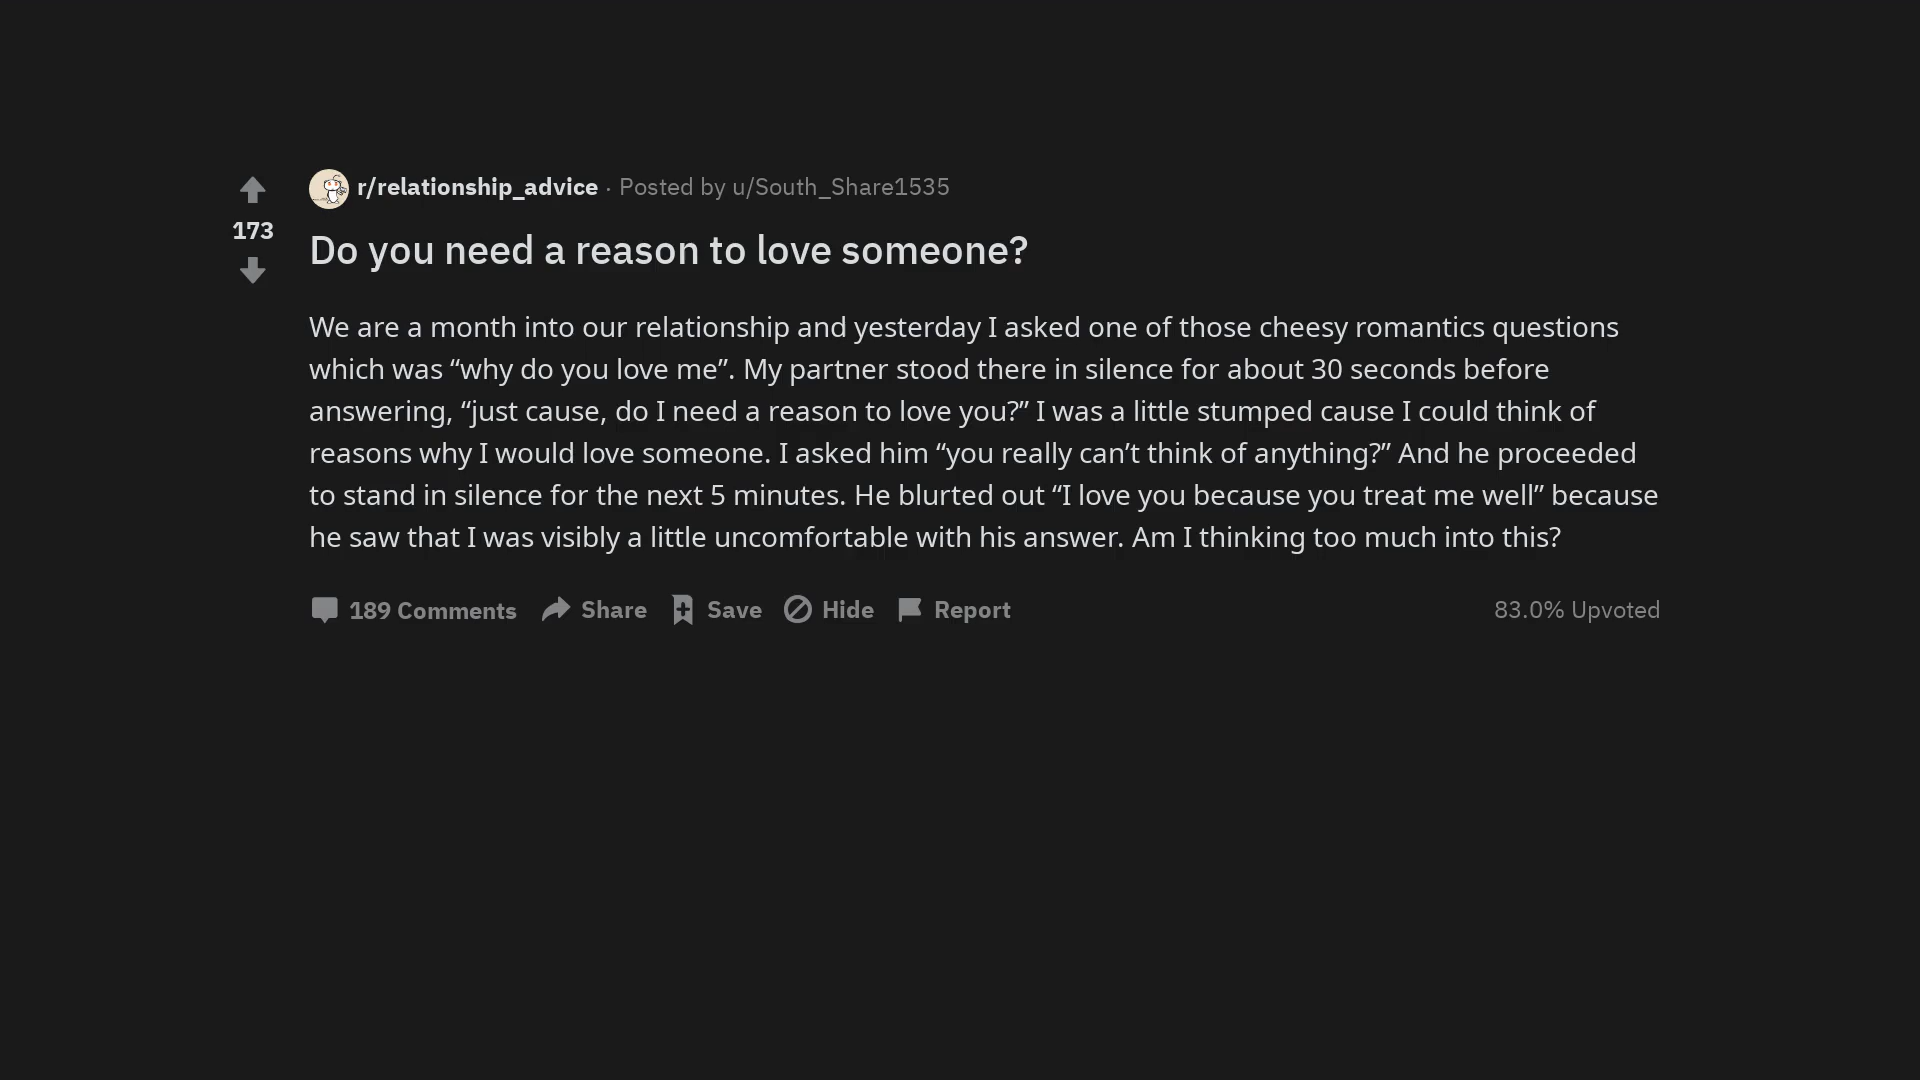 r/relationship_advice · Posted by u/South_Share1535
173
Do you need a reason to love someone?
We are a month into our relationship and yesterday I asked one of those cheesy romantics questions
which was “why do you love me”. My partner stood there in silence for about 30 seconds before
answering, “just cause, do I need a reason to love you?” I was a little stumped cause I could think of
reasons why I would love someone. I asked him “you really can’t think of anything?” And he proceeded
to stand in silence for the next 5 minutes. He blurted out “I love you because you treat me well” because
he saw that I was visibly a little uncomfortable with his answer. Am I thinking too much into this?
189 Comments Share Save Hide Report 83.0% Upvoted